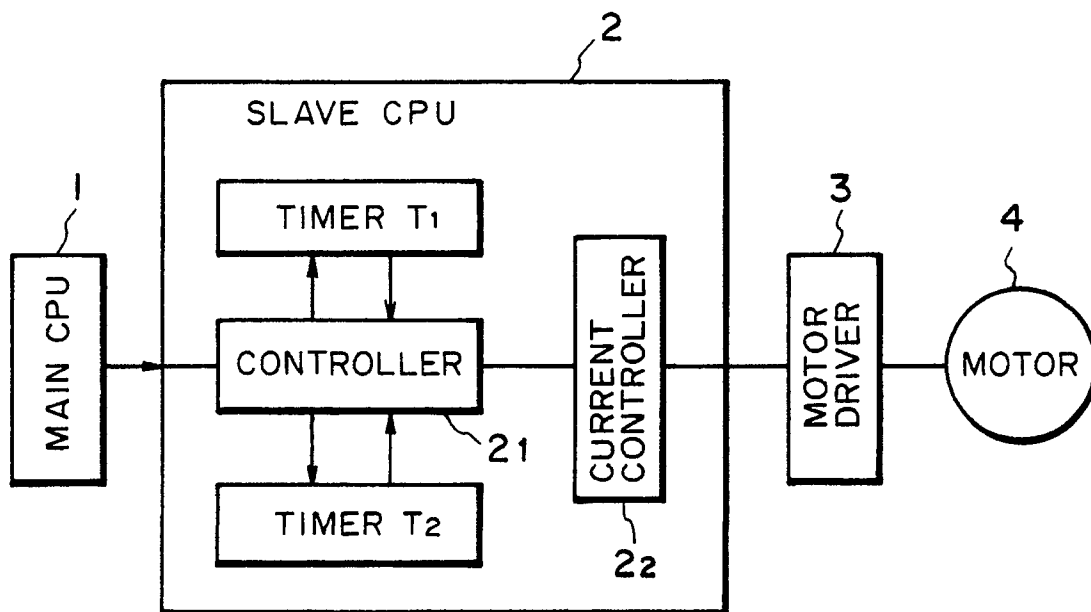 2
SLAVE CPU
1
TIMER T1
3
4
MAIN CPU
CONTROLLER
CURRENT
CONTROLLER
MOTOR
DRIVER
MOTOR
21
TIMER T2
22